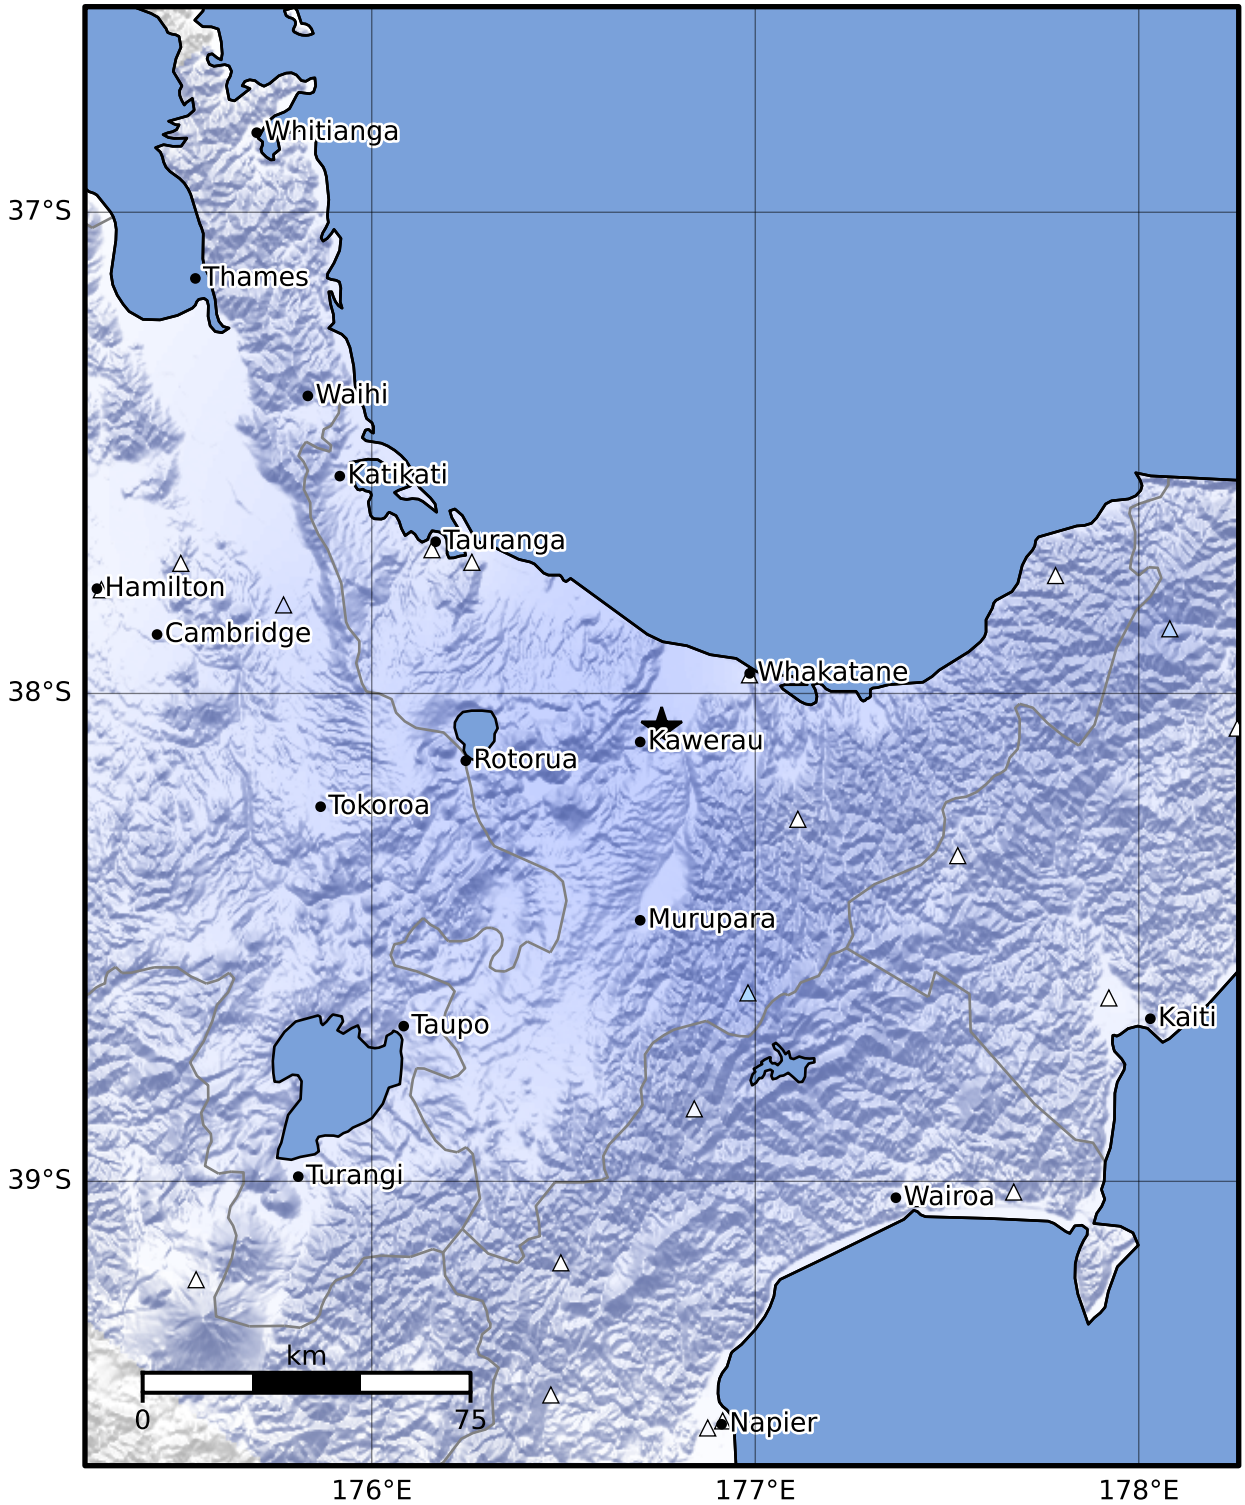 Whitianga
37°S
Thames
Waihi
Katikati
Tauranga
Hamilton
Cambridge
Whakatane
38°S
Kawerau
Rotorua
Tokoroa
Murupara
Taupo
Kaiti
Turangi
39°S
Wairoa
km
0 75
Napier
176°E 177°E 178°E